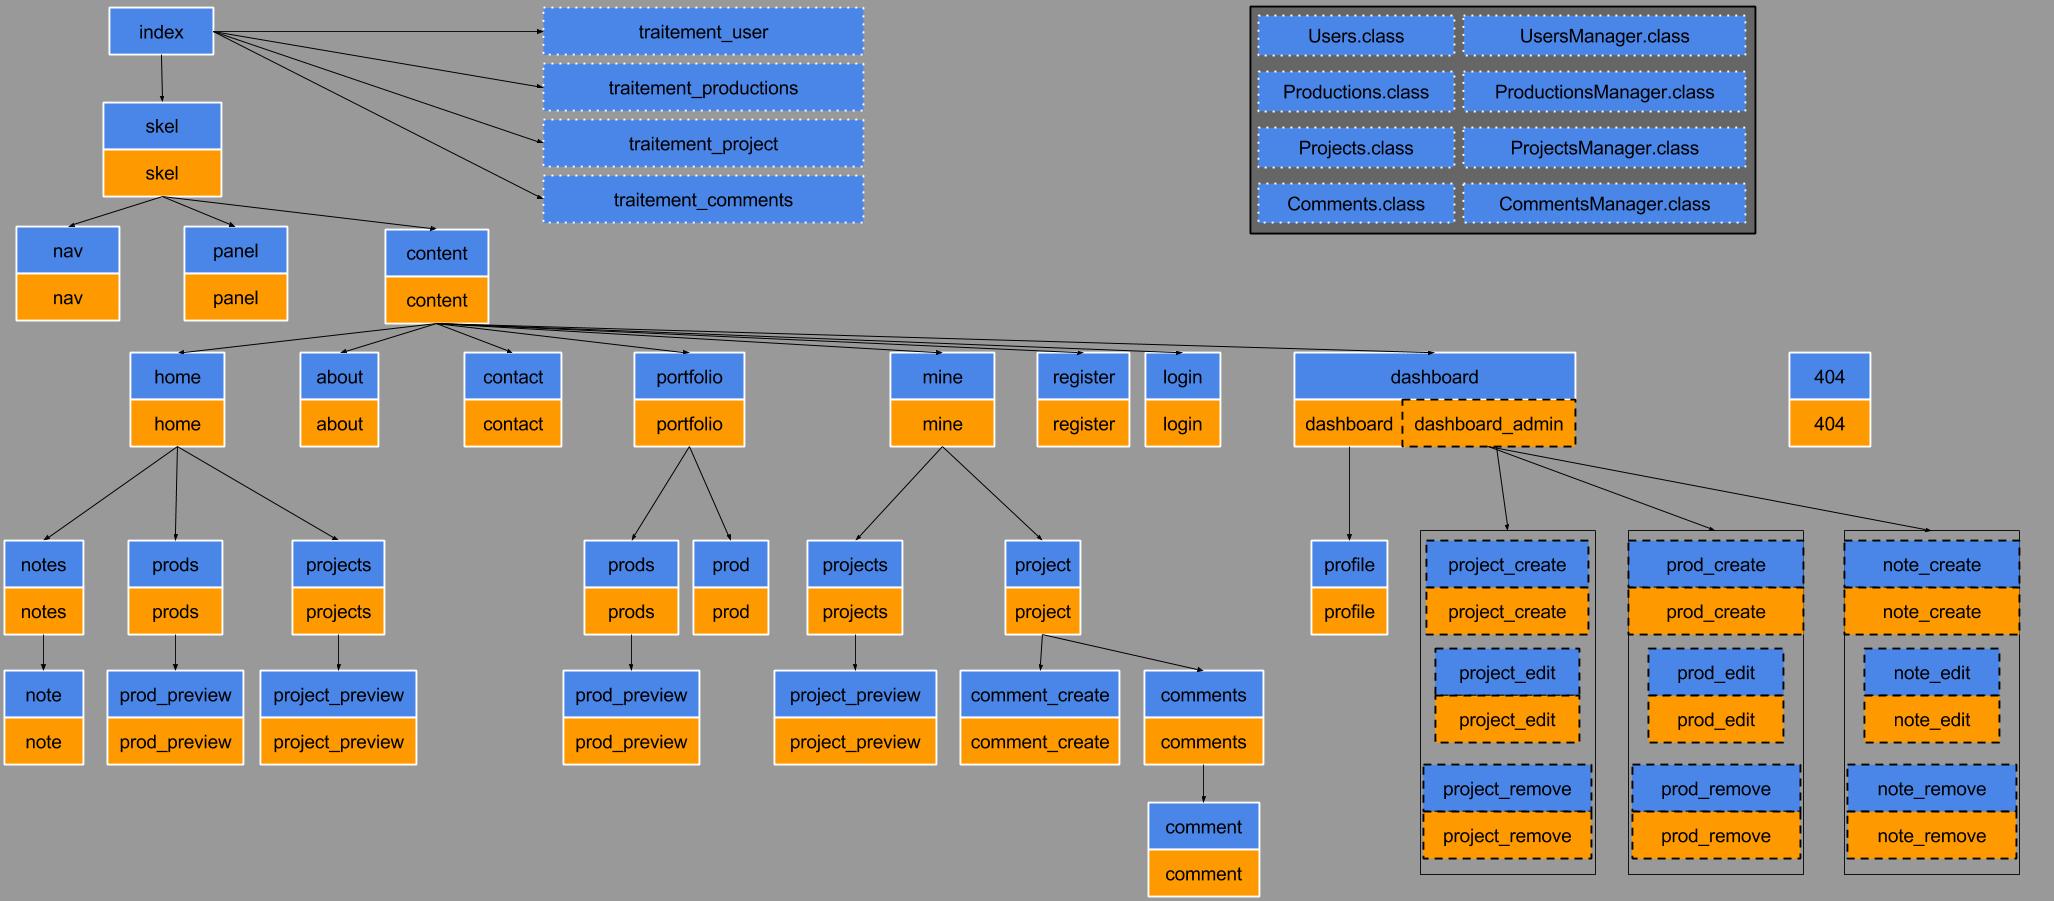 index
traitement_user
Users.class
UsersManager.class
traitement_productions
Productions.class
ProductionsManager.class
skel
skel
traitement_project
Projects.class
ProjectsManager.class
traitement_comments
Comments.class
CommentsManager.class
nav
nav
panel
panel
content
content
home
home
about
about
contact
contact
portfolio
portfolio
mine
mine
register
register
login
login
dashboard
dashboard
dashboard_admin
404
404
notes
notes
prods
prods
projects
projects
prods
prods
prod
prod
projects
projects
project
project
profile
profile
project_create
project_create
prod_create
prod_create
note_create
note_create
note
note
prod_preview
prod_preview
project_preview
project_preview
prod_preview
prod_preview
project_preview
project_preview
comment_create
comment_create
comments
comments
project_edit
project_edit
prod_edit
prod_edit
note_edit
note_edit
comment
comment
project_remove
project_remove
prod_remove
prod_remove
note_remove
note_remove